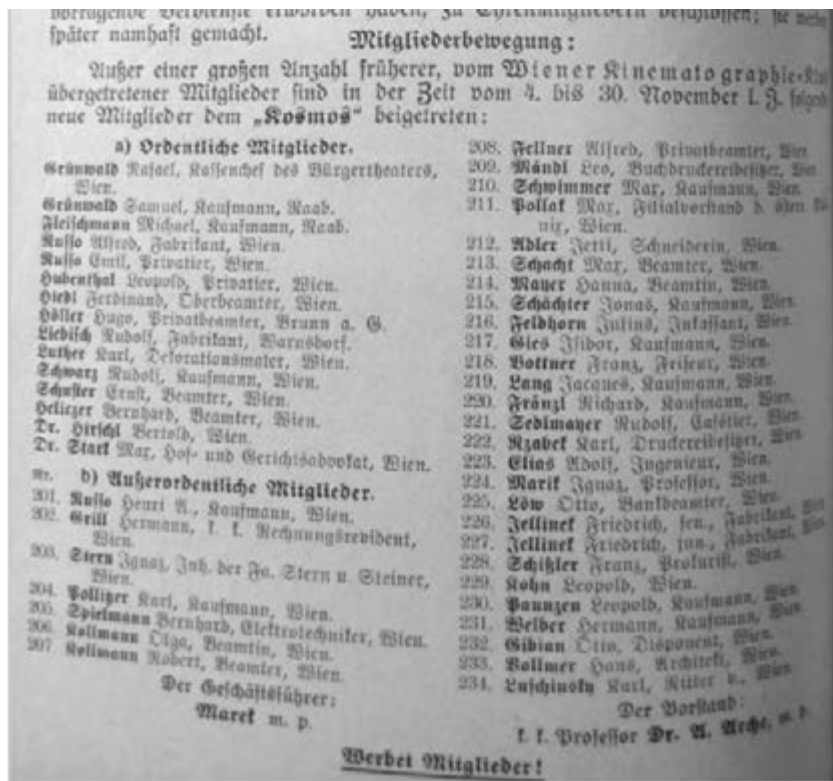 später namhaft gemacht.
Mitgliederbewegung:
Außer einer großen Anzahl früherer, vom Wiener Kinematographie-
übergetretener Mitglieder sind in der Zeit vom 4. bis 30. November l. J.
neue Mitglieder dem „Kosmos“ beigetreten:
a) Ordentliche Mitglieder.
Grünwald Rafael, Kassenchef des Bürgertheaters,
Wien.
Grünwald Samuel, Kaufmann, Raab.
Fleischmann Michael, Kaufmann, Raab.
Russo Alfred, Fabrikant, Wien.
Russo Emil, Privatier, Wien.
Hubenthal Leopold, Privatier, Wien.
Hiedl Ferdinand, Oberbeamter, Wien.
Höller Hugo, Privatbeamter, Brunn a. G.
Liebisch Rudolf, Fabrikant, Warnsdorf.
Luther Karl, Dekorationsmaler, Wien.
Schwarz Rudolf, Kaufmann, Wien.
Schuster Ernst, Beamter, Wien.
Heliczer Bernhard, Beamter, Wien.
Dr. Hirschl Bertold, Wien.
Dr. Stark Max, Hof- und Gerichtsadvokat, Wien.
Nr. b) Außerordentliche Mitglieder.
201. Russo Henri A., Kaufmann, Wien.
202. Grill Hermann, k. k. Rechnungsrevident,
Wien.
203. Stern Ignaz, Inh. der Fa. Stern u. Steiner,
Wien.
204. Pollitzer Karl, Kaufmann, Wien.
205. Spielmann Bernhard, Elektrotechniker, Wien.
206. Kollmann Olga, Beamtin, Wien.
207. Kollmann Robert, Beamter, Wien.
Der Geschäftsführer:
Marek m. p.
208. Fellner Alfred, Privatbeamter, Wien
209. Mändl Leo, Buchdruckereibesitzer, Wien
210. Schwimmer Max, Kaufmann, Wien.
211. Pollak Max, Filialvorstand d. östen
nix, Wien.
212. Adler Jetti, Schneiderin, Wien.
213. Schacht Max, Beamter, Wien.
214. Mayer Hanna, Beamtin, Wien.
215. Schächter Jonas, Kaufmann, Wien.
216. Feldhorn Julius, Inkassant, Wien.
217. Gies Isidor, Kaufmann, Wien.
218. Bottner Franz, Friseur, Wien.
219. Lang Jacques, Kaufmann, Wien.
220. Fränzl Richard, Kaufmann, Wien.
221. Sedlmayer Rudolf, Cafétier, Wien.
222. Rzabek Karl, Druckereibesitzer, Wien
223. Elias Adolf, Ingenieur, Wien.
224. Marik Ignaz, Professor, Wien.
225. Löw Otto, Bankbeamter, Wien.
226. Jellinek Friedrich, sen., Fabrikant, Wien
227. Jellinek Friedrich, jun., Fabrikant, Wien
228. Schißler Franz, Prokurist, Wien.
229. Kohn Leopold, Wien.
230. Paunzen Leopold, Kaufmann, Wien.
231. Welber Hermann, Kaufmann, Wien.
232. Gibian Otto, Disponent, Wien.
233. Vollmer Hans, Architekt, Wien.
234. Luschinsky Karl, Ritter v., Wien.
Der Vorstand:
k. k. Professor Dr. A. Arche, m. p.
Werbet Mitglieder!